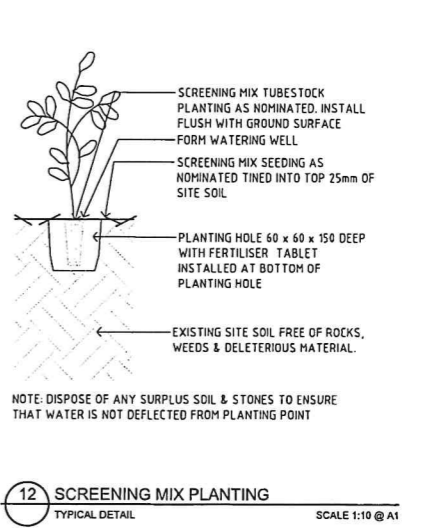 SCREENING MIX TUBESTOCK
PLANTING AS NOMINATED. INSTALL
FLUSH WITH GROUND SURFACE
FORM WATERING WELL
SCREENING MIX SEEDING AS
NOMINATED TINED INTO TOP 25mm OF
SITE SOIL
PLANTING HOLE 60 x 60 x 150 DEEP
WITH FERTILISER TABLET
INSTALLED AT BOTTOM OF
PLANTING HOLE
EXISTING SITE SOIL FREE OF ROCKS,
WEEDS & DELETERIOUS MATERIAL.
NOTE: DISPOSE OF ANY SURPLUS SOIL & STONES TO ENSURE
THAT WATER IS NOT DEFLECTED FROM PLANTING POINT
12 SCREENING MIX PLANTING
TYPICAL DETAIL SCALE 1:10 @ A1